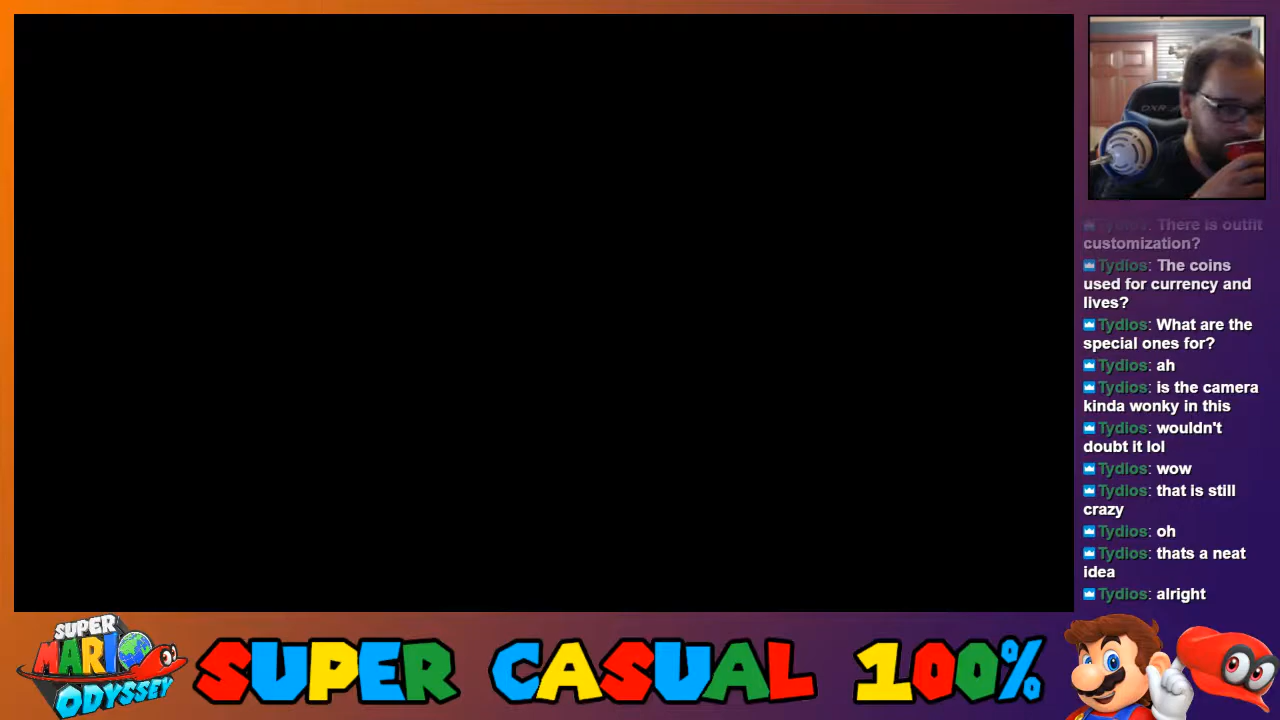 DXR
There is outfit
customization?
Tydios: The coins
used for currency and
lives?
Tydios: What are the
special ones for?
Tydios: ah
Tydios: is the camera
kinda wonky in this
Tydios: wouldn't
doubt it lol
Tydios: wow
Tydios: that is still
crazy
Tydios: oh
Tydios: thats a neat
idea
Tydios: alright
SUPER
MARIO
ODYSSEY
SUPER CASUAL 100%